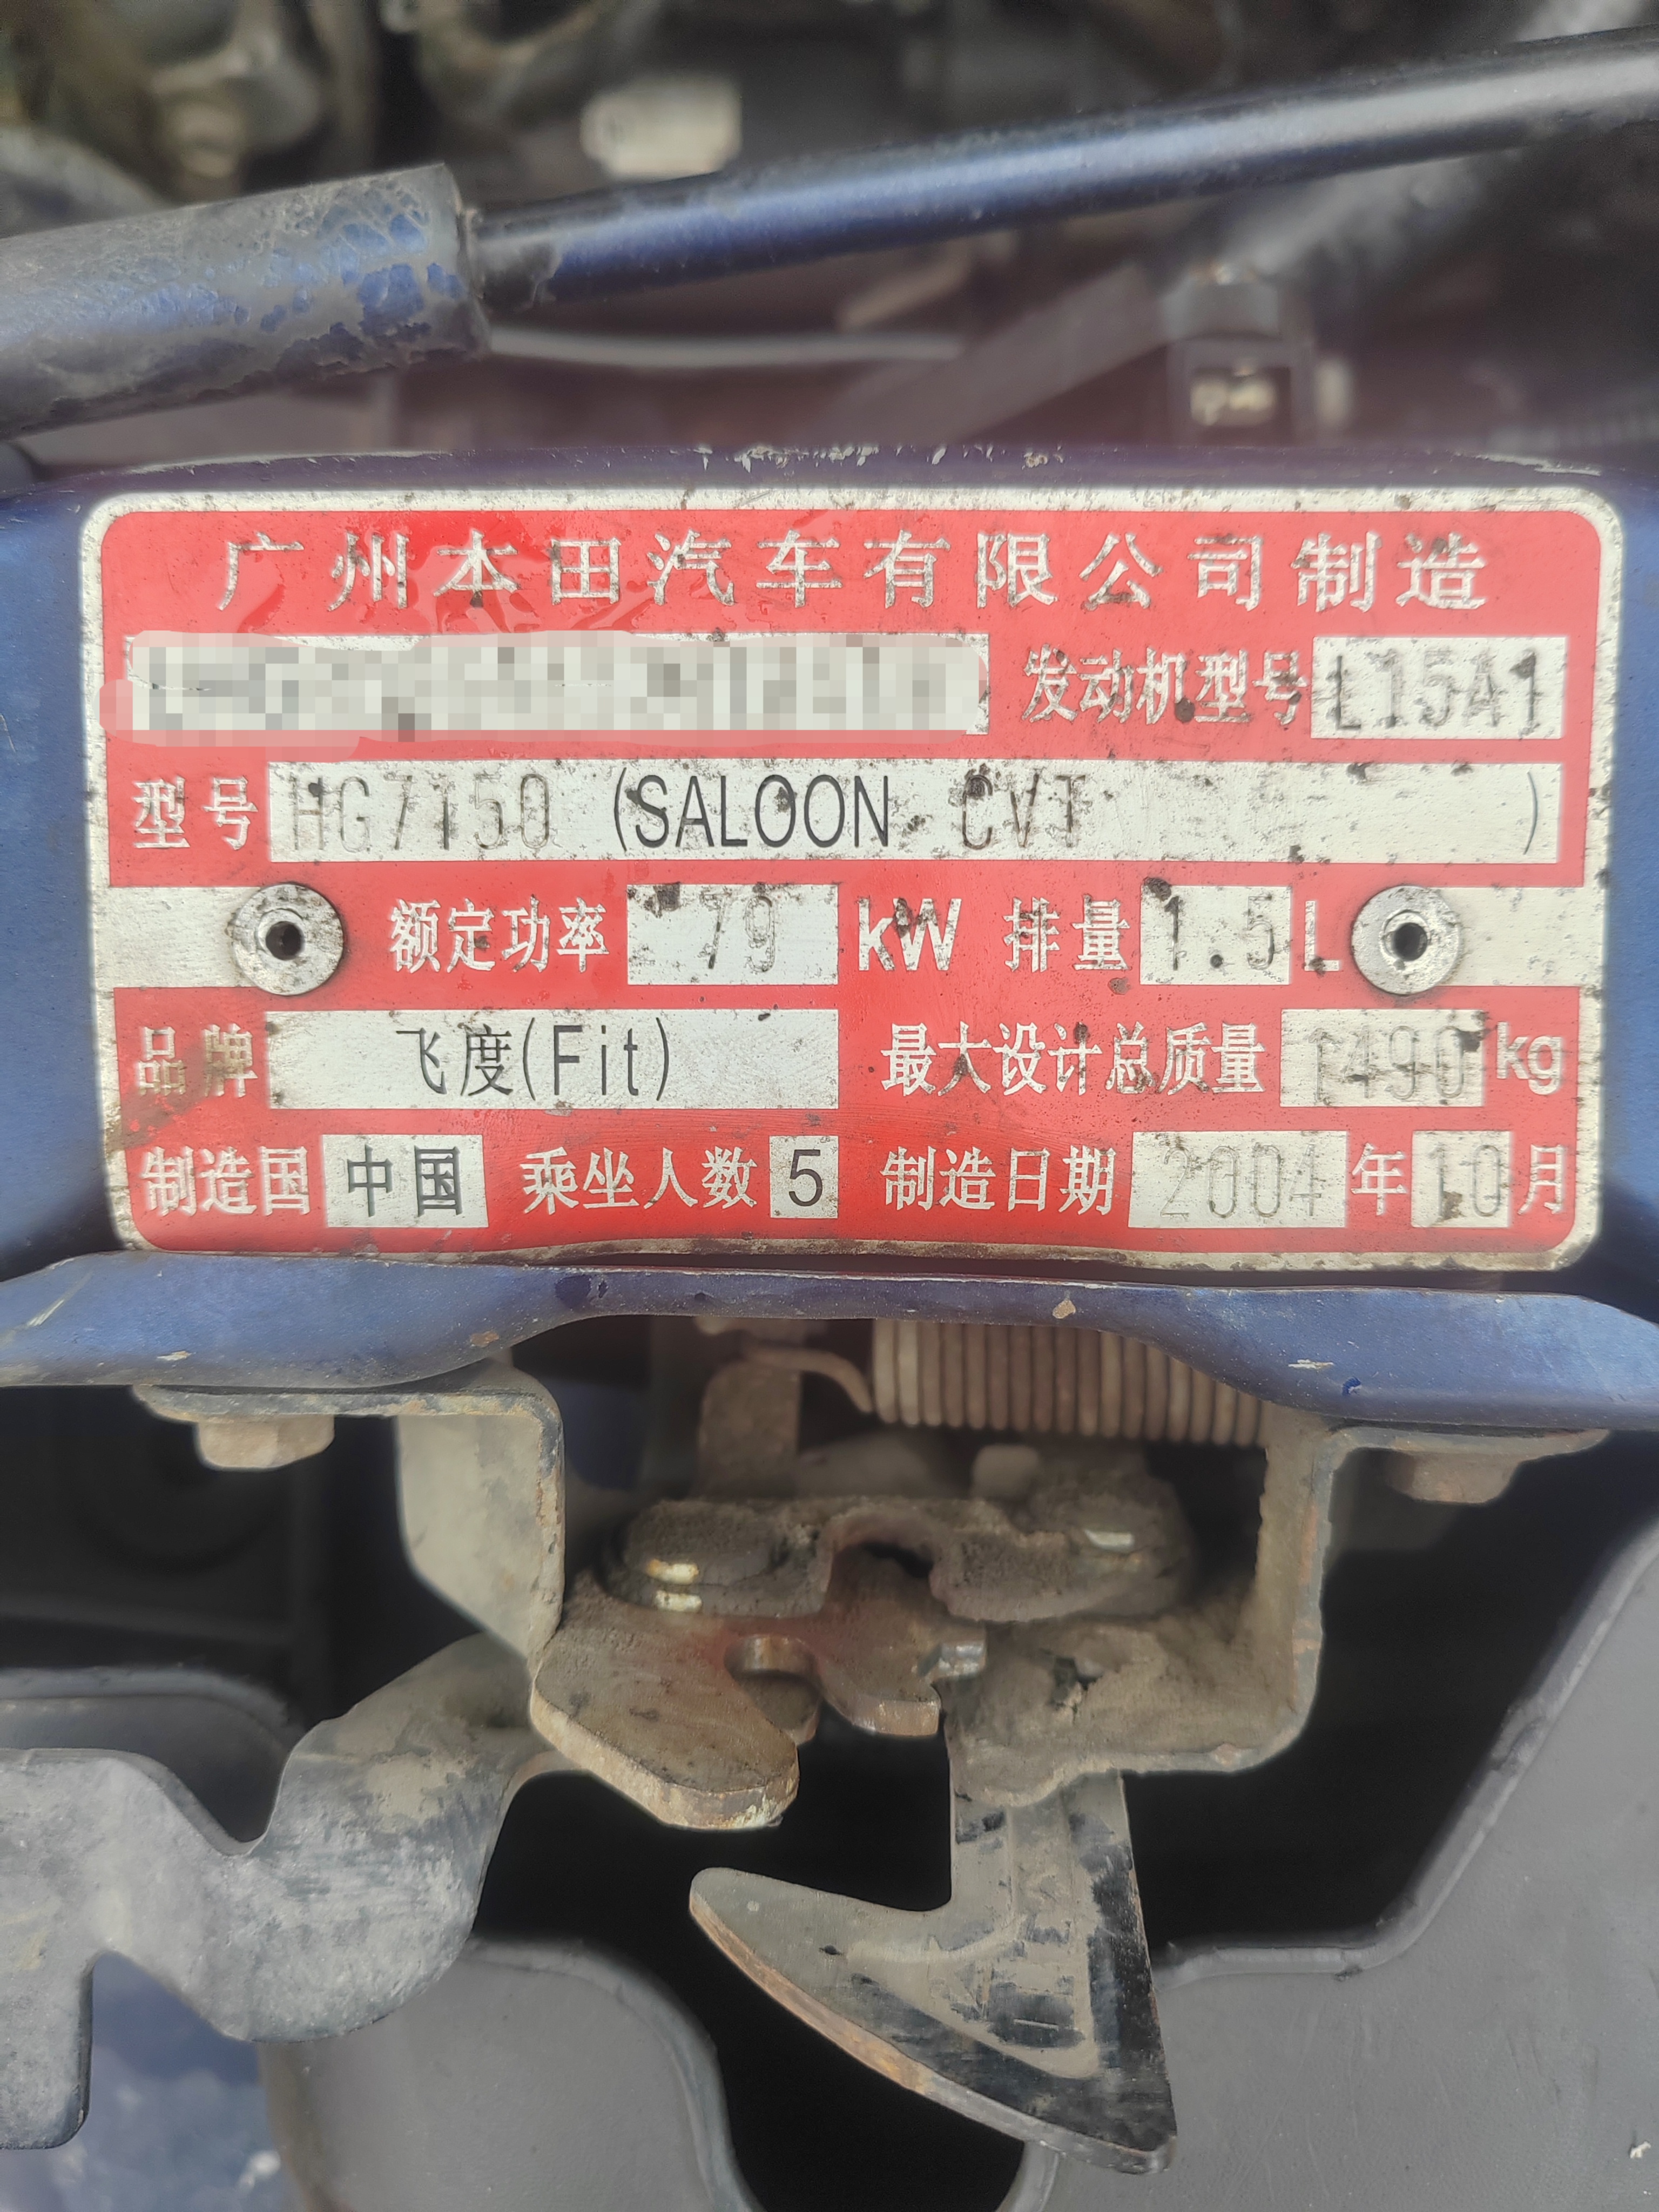 广州本田汽车有限公司制造
发动机型号 L15A1
型号 HG7150 (SALOON CVT )
额定功率 79 kW 排量 1.5 L
品牌 飞度(Fit) 最大设计总质量 1490 kg
制造国 中国 乘坐人数 5 制造日期 2004 年 10 月